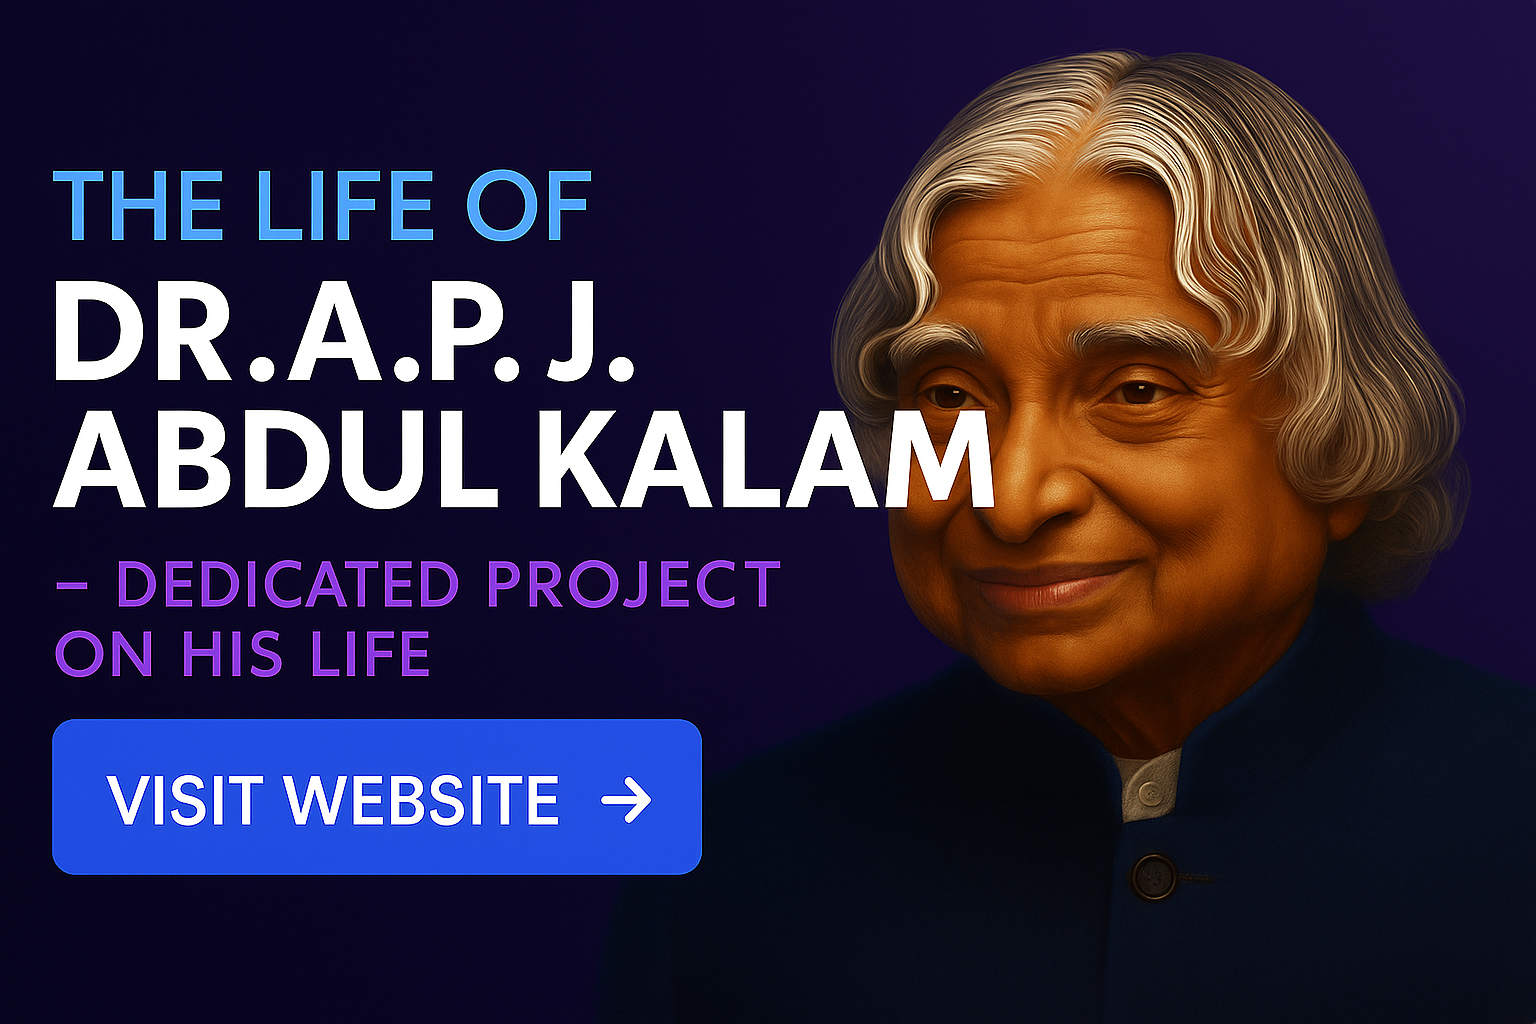 THE LIFE OF
DR.A.P.J.
ABDUL KALAM
– DEDICATED PROJECT
ON HIS LIFE
VISIT WEBSITE →